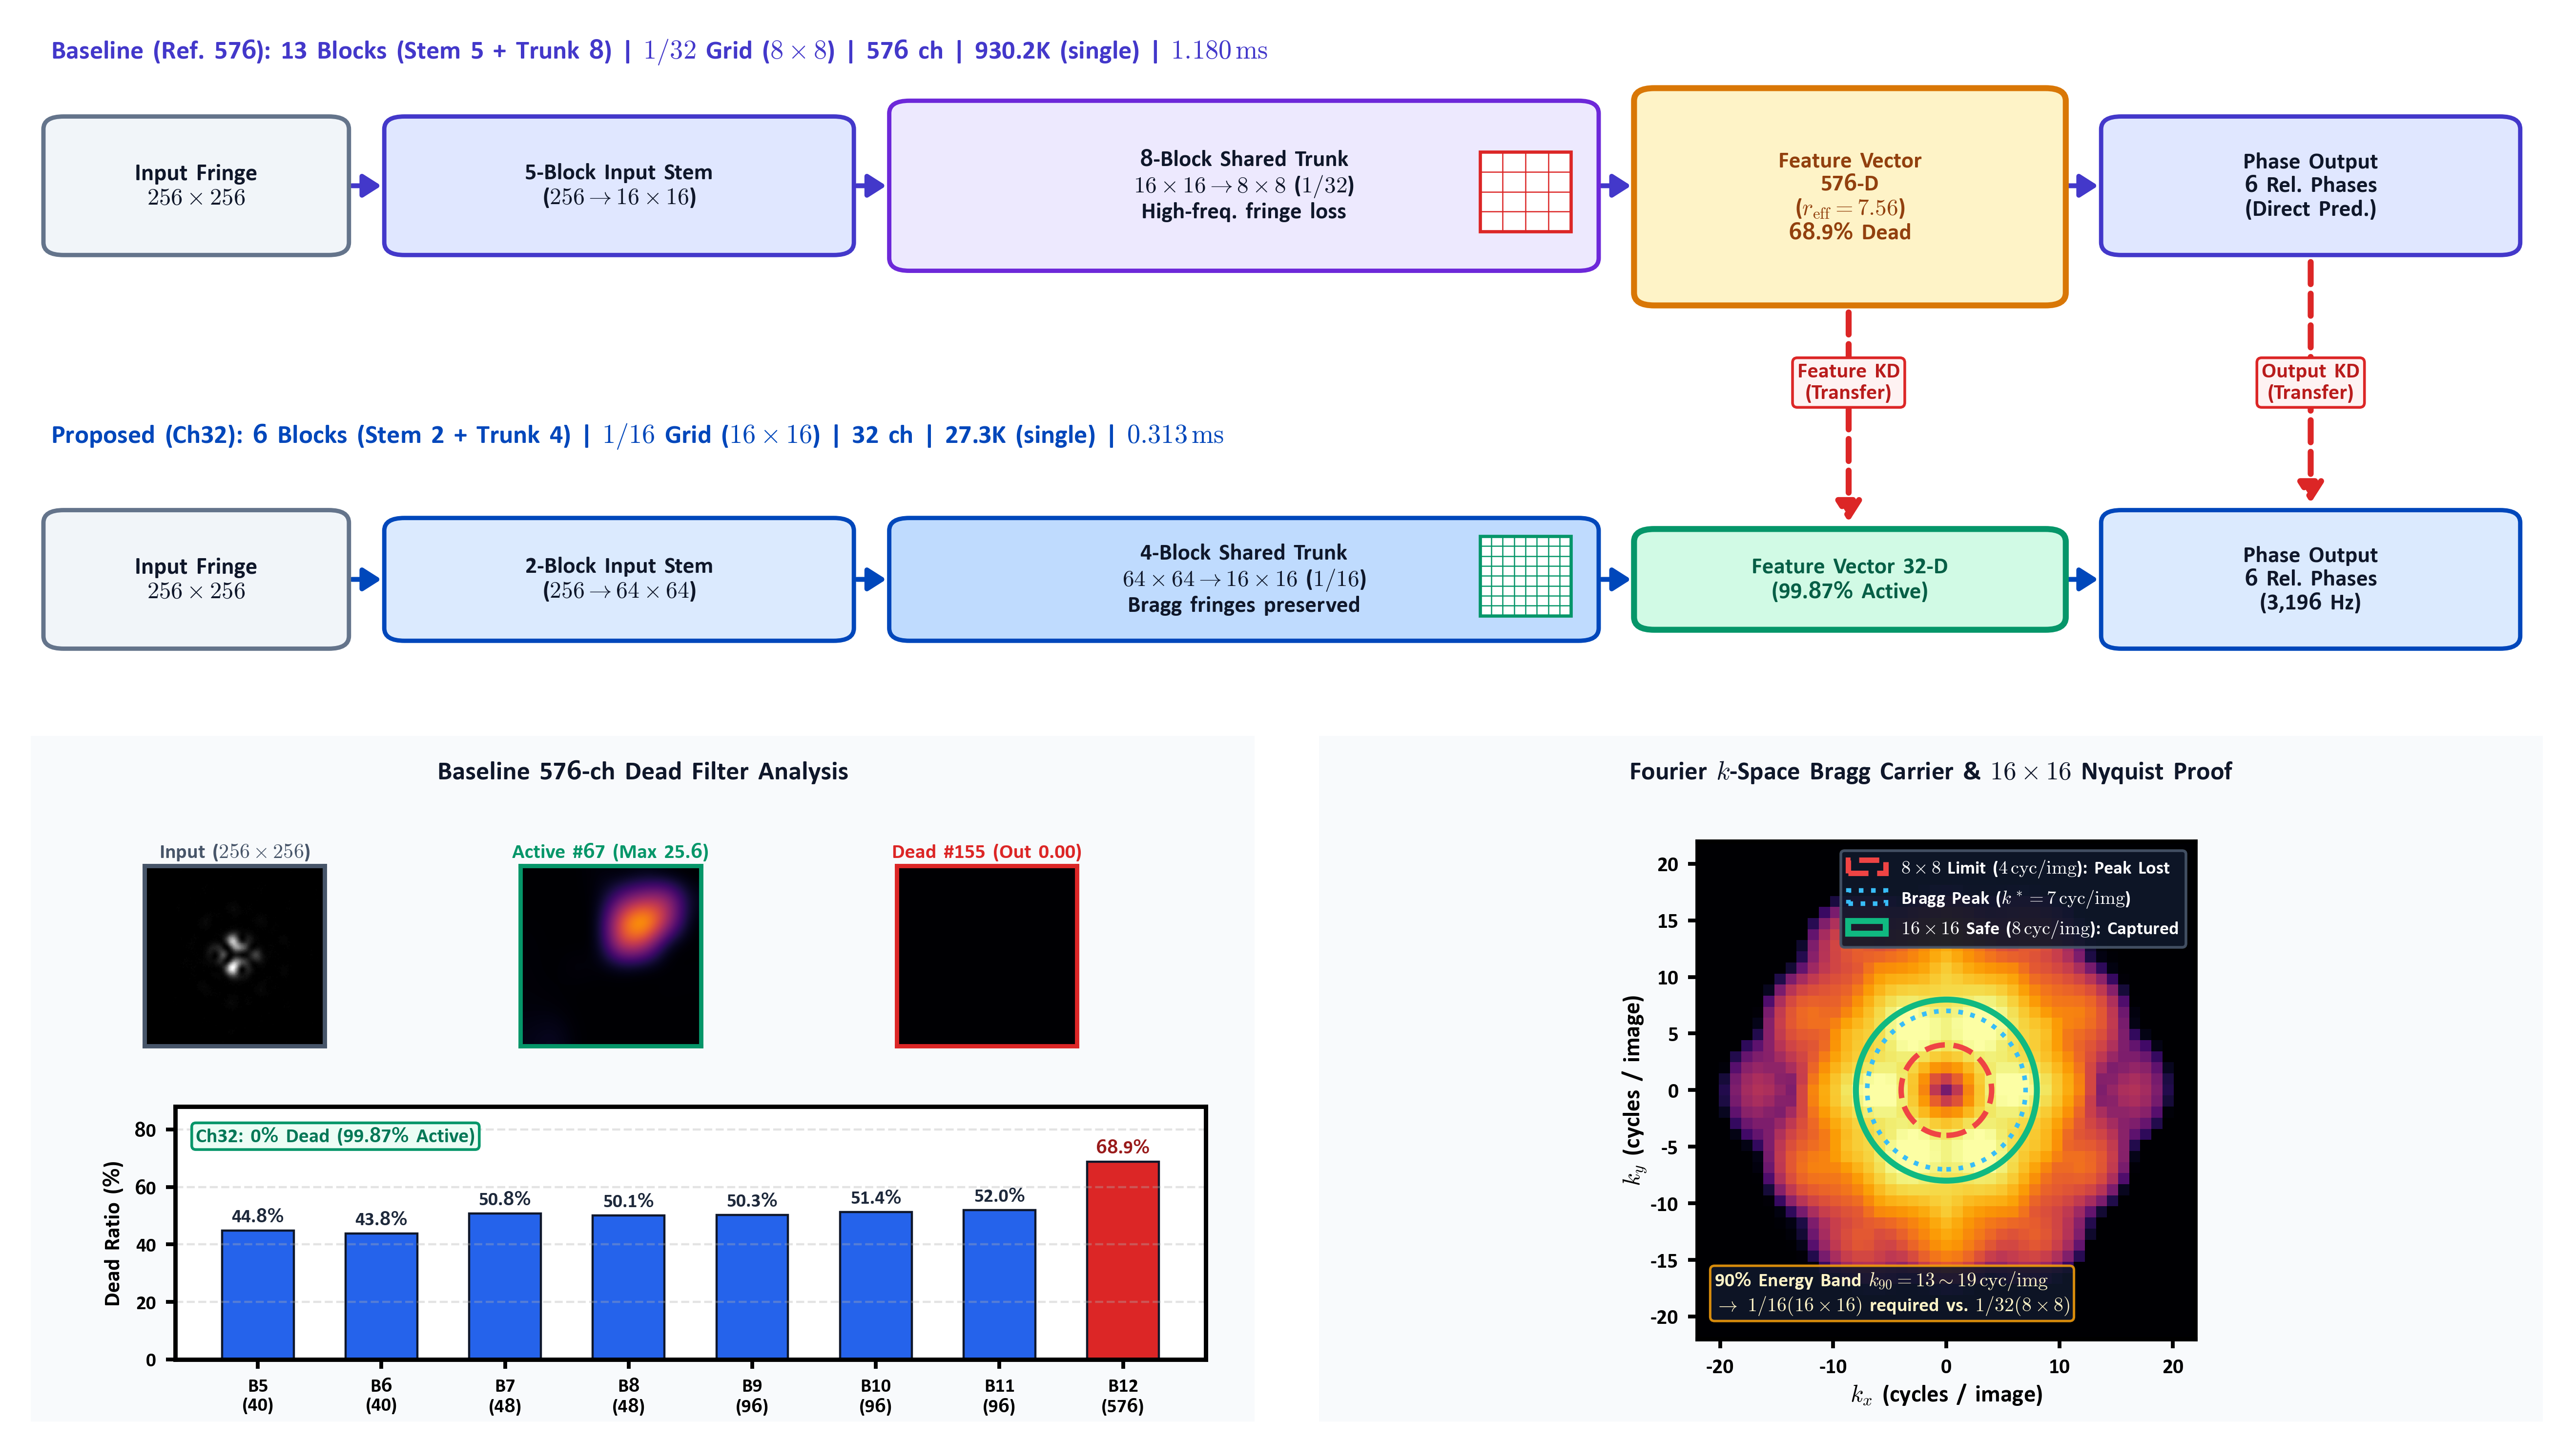 Baseline (Ref. 576): 13 Blocks (Stem 5 + Trunk 8) | 1/32 Grid (8 × 8) | 576 ch | 930.2K (single) | 1.180 ms
Input Fringe
256 × 256
5-Block Input Stem
(256 → 16 × 16)
8-Block Shared Trunk
16 × 16 → 8 × 8 (1/32)
High-freq. fringe loss
Feature Vector
576-D
(r_eff = 7.56)
68.9% Dead
Phase Output
6 Rel. Phases
(Direct Pred.)
Feature KD
(Transfer)
Output KD
(Transfer)
Proposed (Ch32): 6 Blocks (Stem 2 + Trunk 4) | 1/16 Grid (16 × 16) | 32 ch | 27.3K (single) | 0.313 ms
Input Fringe
256 × 256
2-Block Input Stem
(256 → 64 × 64)
4-Block Shared Trunk
64 × 64 → 16 × 16 (1/16)
Bragg fringes preserved
Feature Vector 32-D
(99.87% Active)
Phase Output
6 Rel. Phases
(3,196 Hz)
Baseline 576-ch Dead Filter Analysis
Input (256 × 256)
Active #67 (Max 25.6)
Dead #155 (Out 0.00)
Dead Ratio (%)
80
60
40
20
0
Ch32: 0% Dead (99.87% Active)
44.8%
43.8%
50.8%
50.1%
50.3%
51.4%
52.0%
68.9%
B5
(40)
B6
(40)
B7
(48)
B8
(48)
B9
(96)
B10
(96)
B11
(96)
B12
(576)
Fourier k-Space Bragg Carrier & 16 × 16 Nyquist Proof
8 × 8 Limit (4 cyc/img): Peak Lost
Bragg Peak (k* = 7 cyc/img)
16 × 16 Safe (8 cyc/img): Captured
k_y (cycles / image)
20
15
10
5
0
-5
-10
-15
-20
90% Energy Band k_90 = 13 ~ 19 cyc/img
→ 1/16(16 × 16) required vs. 1/32(8 × 8)
-20
-10
0
10
20
k_x (cycles / image)